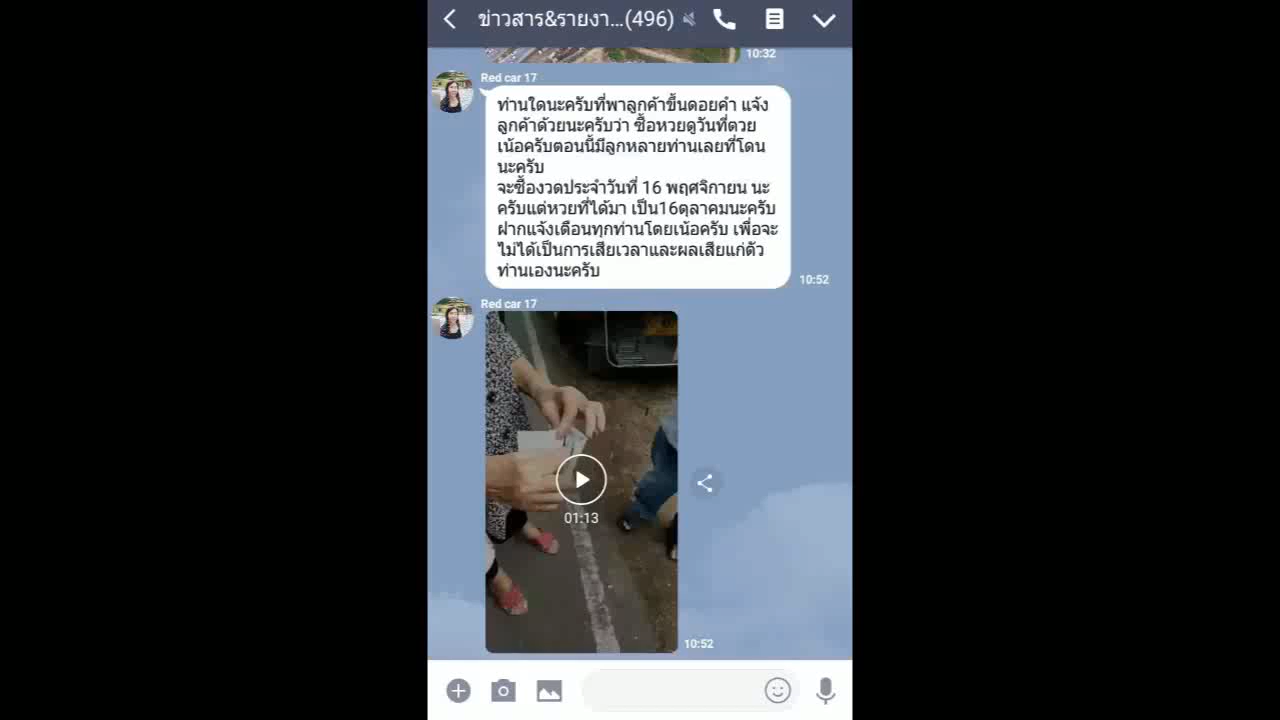 ข่าวสาร&รายงา...(496)
10:32
Red car 17
ท่านใดนะครับที่พาลูกค้าขึ้นดอยคำ แจ้ง
ลูกค้าด้วยนะครับว่า ซื้อหวยดูวันที่ดวย
เน้อครับตอนนี้มีลูกหลายท่านเลยที่โดน
นะครับ
จะซื้องวดประจำวันที่ 16 พฤศจิกายน นะ
ครับแต่หวยที่ได้มา เป็น16ตุลาคมนะครับ
ฝากแจ้งเตือนทุกท่านโตยเน้อครับ เพื่อจะ
ไม่ได้เป็นการเสียเวลาและผลเสียแก่ตัว
ท่านเองนะครับ
10:52
Red car 17
01:13
10:52